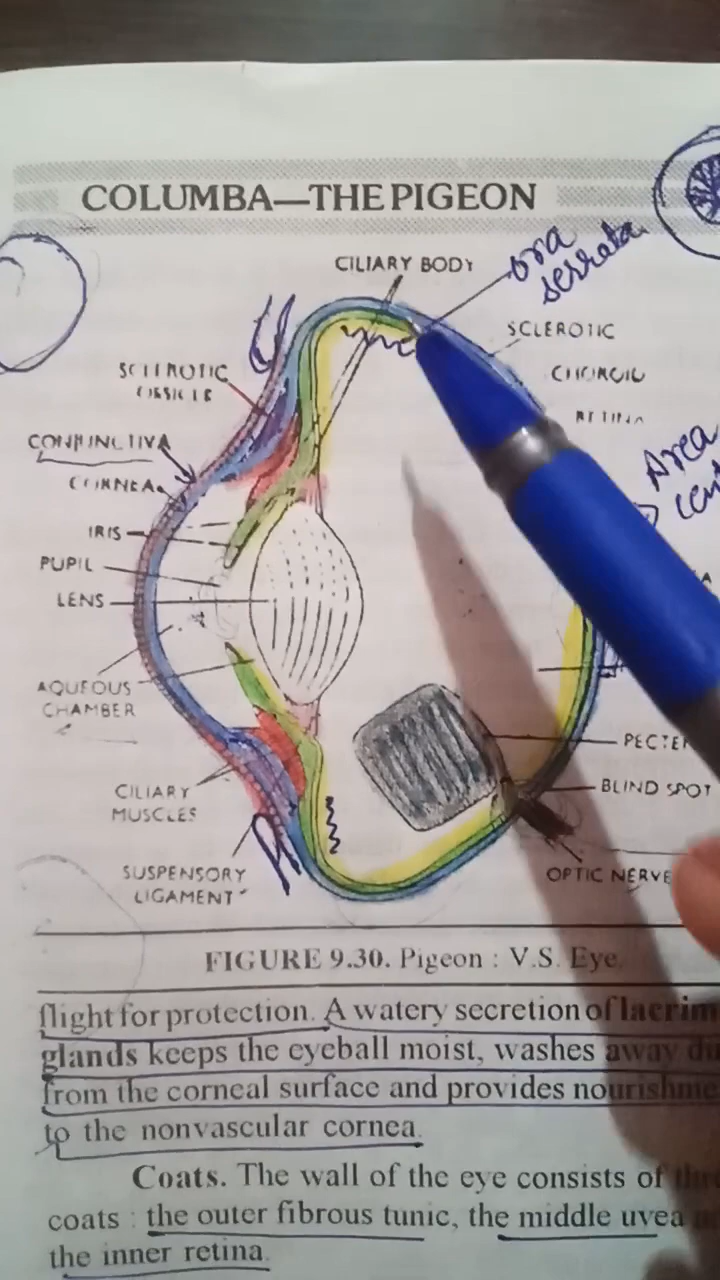 COLUMBA—THE PIGEON
CILIARY BODY
ora
serrata
SCLEROTIC
SCLEROTIC
OSSICLE
CHOROID
RETINA
CONJUNCTIVA
Area
CORNEA
IRIS
PUPIL
LENS
AQUEOUS
CHAMBER
BLIND SPOT
CILIARY
MUSCLES
SUSPENSORY
LIGAMENT
OPTIC NERVE
FIGURE 9.30. Pigeon : V.S. Eye.
flight for protection. A watery secretion of
glands keeps the eyeball moist, washes away
from the corneal surface and provides
to the nonvascular cornea.
Coats. The wall of the eye consists of
coats : the outer fibrous tunic, the middle uvea
the inner retina.